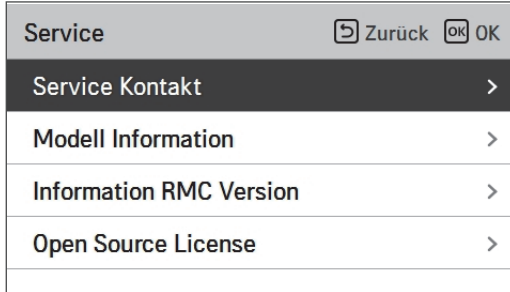 Service Zurück OK OK
Service Kontakt
Modell Information
Information RMC Version
Open Source License